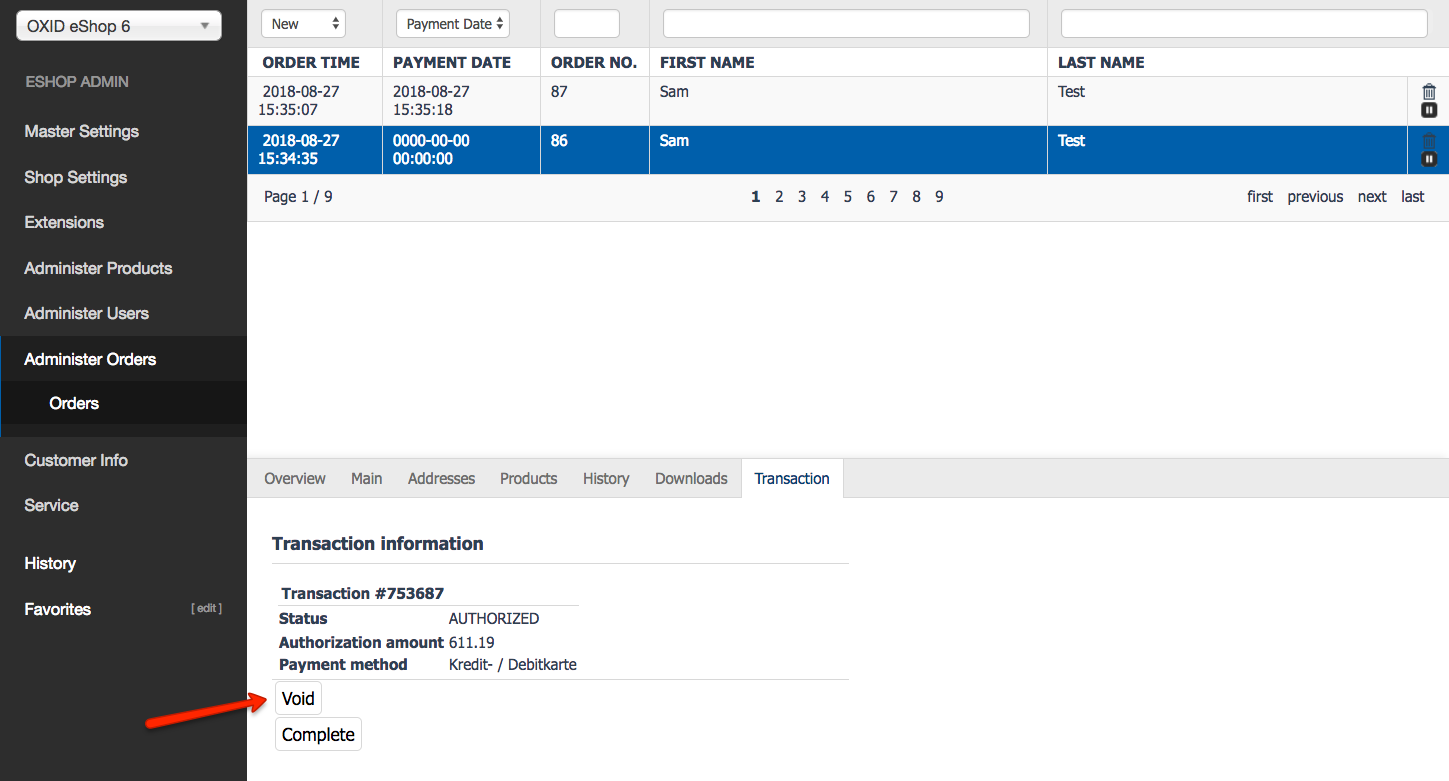 OXID eShop 6
ESHOP ADMIN
Master Settings
Shop Settings
Extensions
Administer Products
Administer Users
Administer Orders
Orders
Customer Info
Service
History
Favorites [ edit ]
New Payment Date
ORDER TIME PAYMENT DATE ORDER NO. FIRST NAME LAST NAME
2018-08-27 2018-08-27 87 Sam Test
15:35:07 15:35:18
2018-08-27 0000-00-00 86 Sam Test
15:34:35 00:00:00
Page 1 / 9 1 2 3 4 5 6 7 8 9 first previous next last
Overview Main Addresses Products History Downloads Transaction
Transaction information
Transaction #753687
Status AUTHORIZED
Authorization amount 611.19
Payment method Kredit- / Debitkarte
Void
Complete